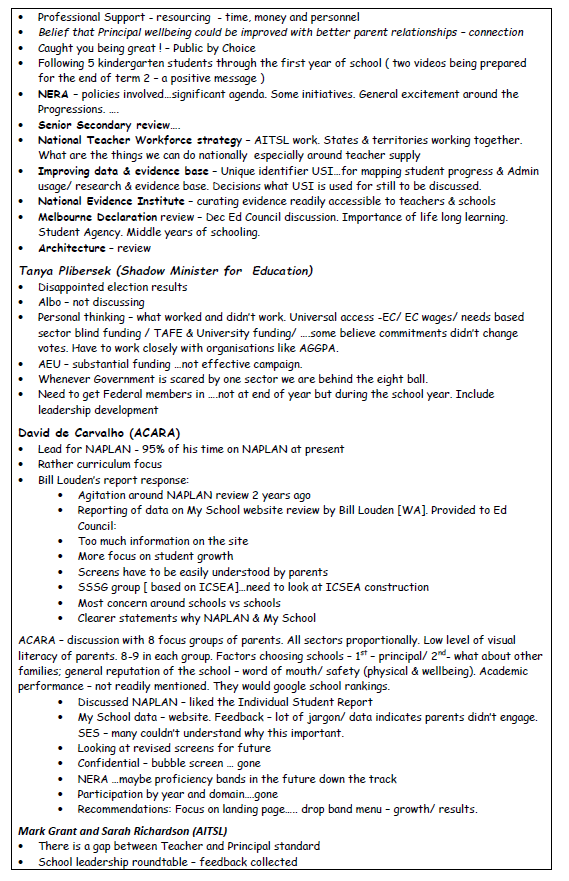 • Professional Support - resourcing - time, money and personnel
• Belief that Principal wellbeing could be improved with better parent relationships – connection
• Caught you being great ! – Public by Choice
• Following 5 kindergarten students through the first year of school ( two videos being prepared
for the end of term 2 – a positive message )
• NERA – policies involved…significant agenda. Some initiatives. General excitement around the
Progressions. ….
• Senior Secondary review….
• National Teacher Workforce strategy – AITSL work. States & territories working together.
What are the things we can do nationally especially around teacher supply
• Improving data & evidence base – Unique identifier USI…for mapping student progress & Admin
usage/ research & evidence base. Decisions what USI is used for still to be discussed.
• National Evidence Institute – curating evidence readily accessible to teachers & schools
• Melbourne Declaration review – Dec Ed Council discussion. Importance of life long learning.
Student Agency. Middle years of schooling.
• Architecture – review
Tanya Plibersek (Shadow Minister for Education)
• Disappointed election results
• Albo – not discussing
• Personal thinking – what worked and didn't work. Universal access -EC/ EC wages/ needs based
sector blind funding / TAFE & University funding/ ….some believe commitments didn't change
votes. Have to work closely with organisations like AGGPA.
• AEU – substantial funding …not effective campaign.
• Whenever Government is scared by one sector we are behind the eight ball.
• Need to get Federal members in ….not at end of year but during the school year. Include
leadership development
David de Carvalho (ACARA)
• Lead for NAPLAN - 95% of his time on NAPLAN at present
• Rather curriculum focus
• Bill Louden's report response:
• Agitation around NAPLAN review 2 years ago
• Reporting of data on My School website review by Bill Louden [WA]. Provided to Ed
Council:
• Too much information on the site
• More focus on student growth
• Screens have to be easily understood by parents
• SSSG group [ based on ICSEA]…need to look at ICSEA construction
• Most concern around schools vs schools
• Clearer statements why NAPLAN & My School
ACARA – discussion with 8 focus groups of parents. All sectors proportionally. Low level of visual
literacy of parents. 8-9 in each group. Factors choosing schools – 1st – principal/ 2nd- what about other
families; general reputation of the school – word of mouth/ safety (physical & wellbeing). Academic
performance – not readily mentioned. They would google school rankings.
• Discussed NAPLAN – liked the Individual Student Report
• My School data – website. Feedback – lot of jargon/ data indicates parents didn't engage.
SES – many couldn't understand why this important.
• Looking at revised screens for future
• Confidential – bubble screen … gone
• NERA …maybe proficiency bands in the future down the track
• Participation by year and domain….gone
• Recommendations: Focus on landing page….. drop band menu – growth/ results.
Mark Grant and Sarah Richardson (AITSL)
• There is a gap between Teacher and Principal standard
• School leadership roundtable – feedback collected